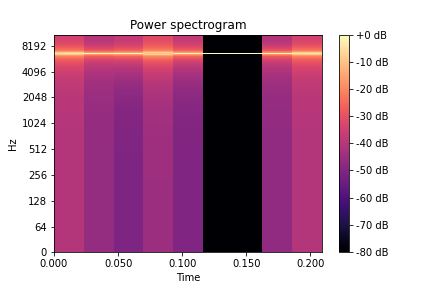 Power spectrogram
8192
4096
2048
1024
512
256
128
64
0
Hz
0.000 0.050 0.100 0.150 0.200
Time
+0 dB
-10 dB
-20 dB
-30 dB
-40 dB
-50 dB
-60 dB
-70 dB
-80 dB